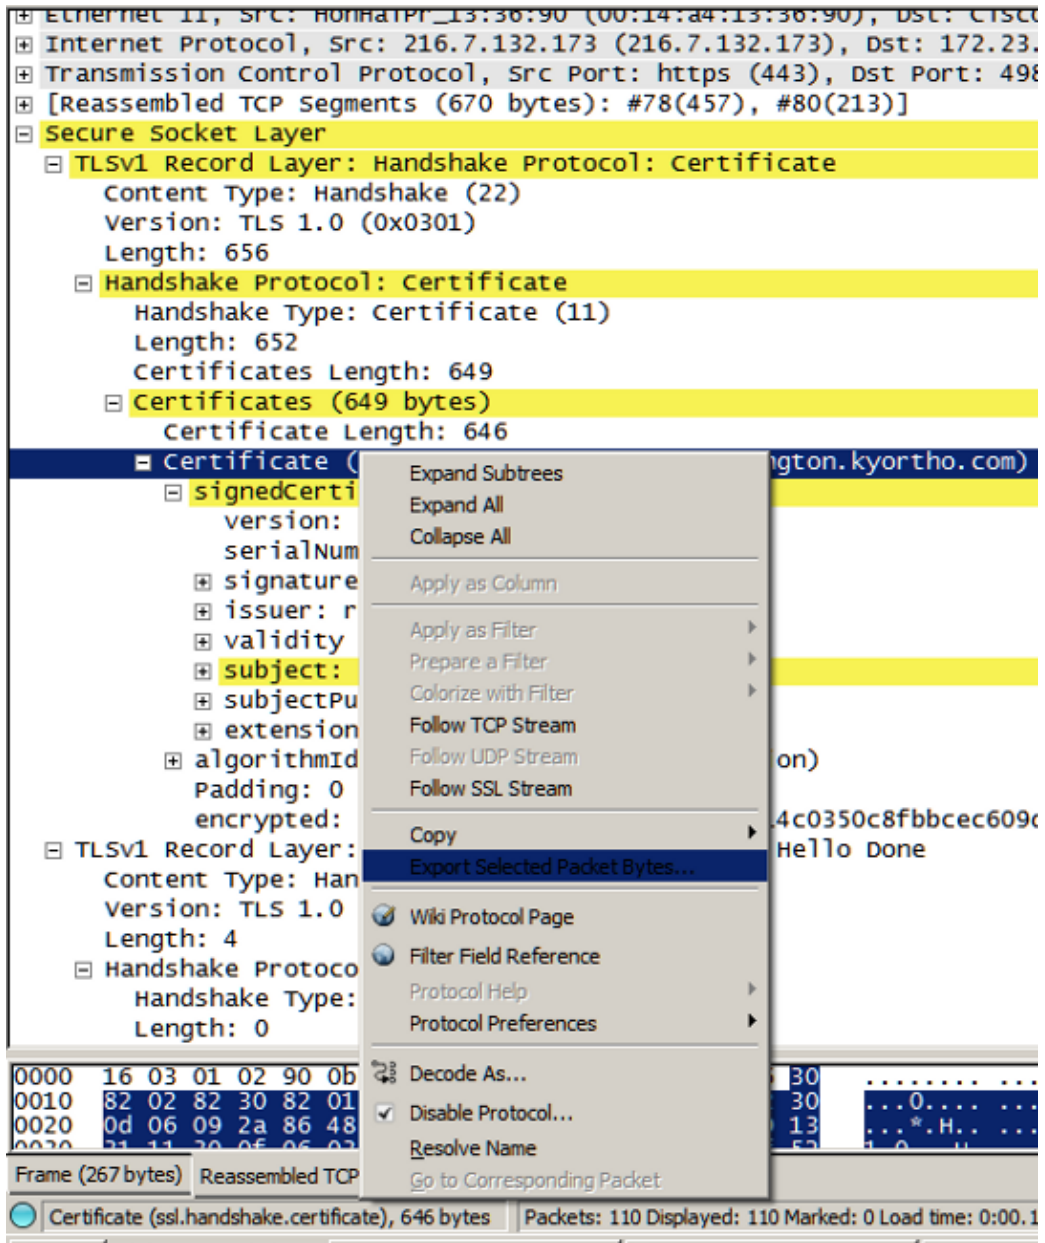 Ethernet II, Src: HonHaiPr_13:36:90 (00:14:a4:13:36:90), Dst: Cisco
Internet Protocol, Src: 216.7.132.173 (216.7.132.173), Dst: 172.23.
Transmission Control Protocol, Src Port: https (443), Dst Port: 498
[Reassembled TCP Segments (670 bytes): #78(457), #80(213)]
Secure Socket Layer
TLSv1 Record Layer: Handshake Protocol: Certificate
Content Type: Handshake (22)
Version: TLS 1.0 (0x0301)
Length: 656
Handshake Protocol: Certificate
Handshake Type: Certificate (11)
Length: 652
Certificates Length: 649
Certificates (649 bytes)
Certificate Length: 646
Certificate ( ngton.kyortho.com)
signedCerti
version:
serialNum
signature
issuer: r
validity
subject:
subjectPu
extension
algorithmId on)
Padding: 0
encrypted: 4c0350c8fbbcec609
TLSv1 Record Layer: Hello Done
Content Type: Han
Version: TLS 1.0
Length: 4
Handshake Protoco
Handshake Type:
Length: 0
Expand Subtrees
Expand All
Collapse All
Apply as Column
Apply as Filter
Prepare a Filter
Colorize with Filter
Follow TCP Stream
Follow UDP Stream
Follow SSL Stream
Copy
Export Selected Packet Bytes...
Wiki Protocol Page
Filter Field Reference
Protocol Help
Protocol Preferences
Decode As...
Disable Protocol...
Resolve Name
Go to Corresponding Packet
0000 16 03 01 02 90 0b 30 ........ ...
0010 82 02 82 30 82 01 30 ...0.... ...
0020 0d 06 09 2a 86 48 13 ...*.H.. ...
Frame (267 bytes) Reassembled TCP
Certificate (ssl.handshake.certificate), 646 bytes Packets: 110 Displayed: 110 Marked: 0 Load time: 0:00.1